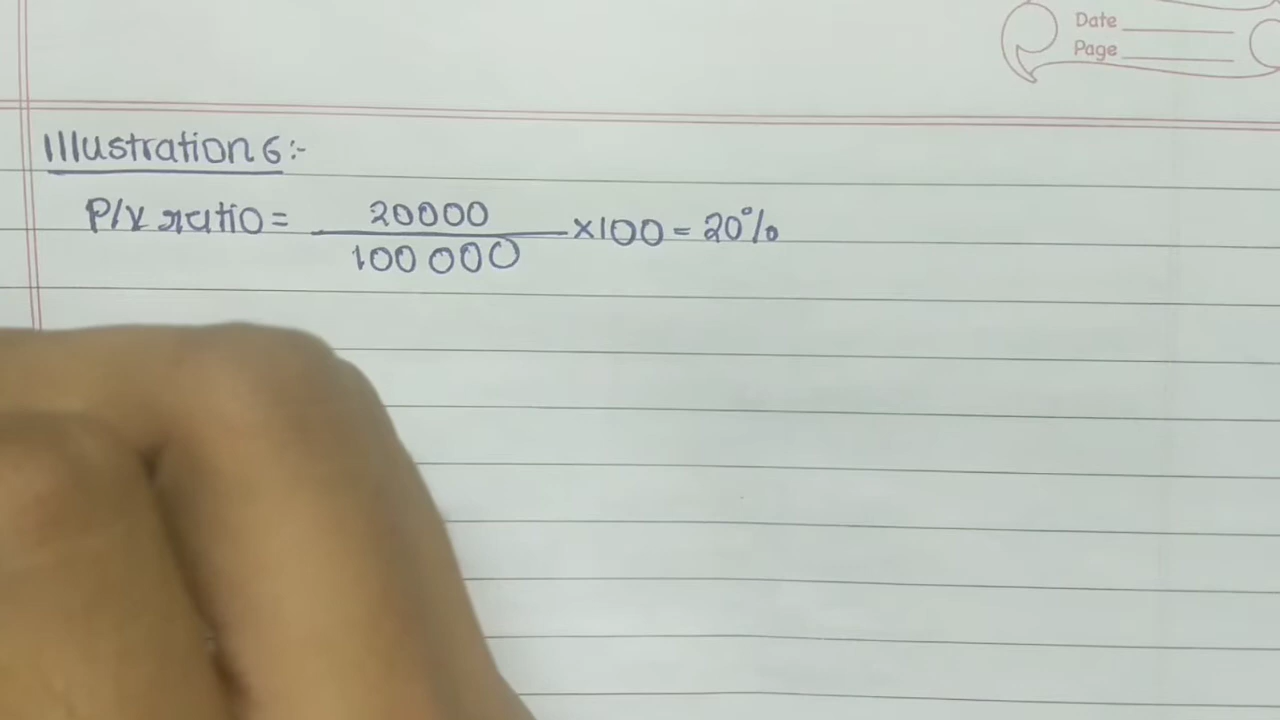 Date
Page
Illustration 6:-
P/V ratio = 20000
100 000 ×100 = 20%